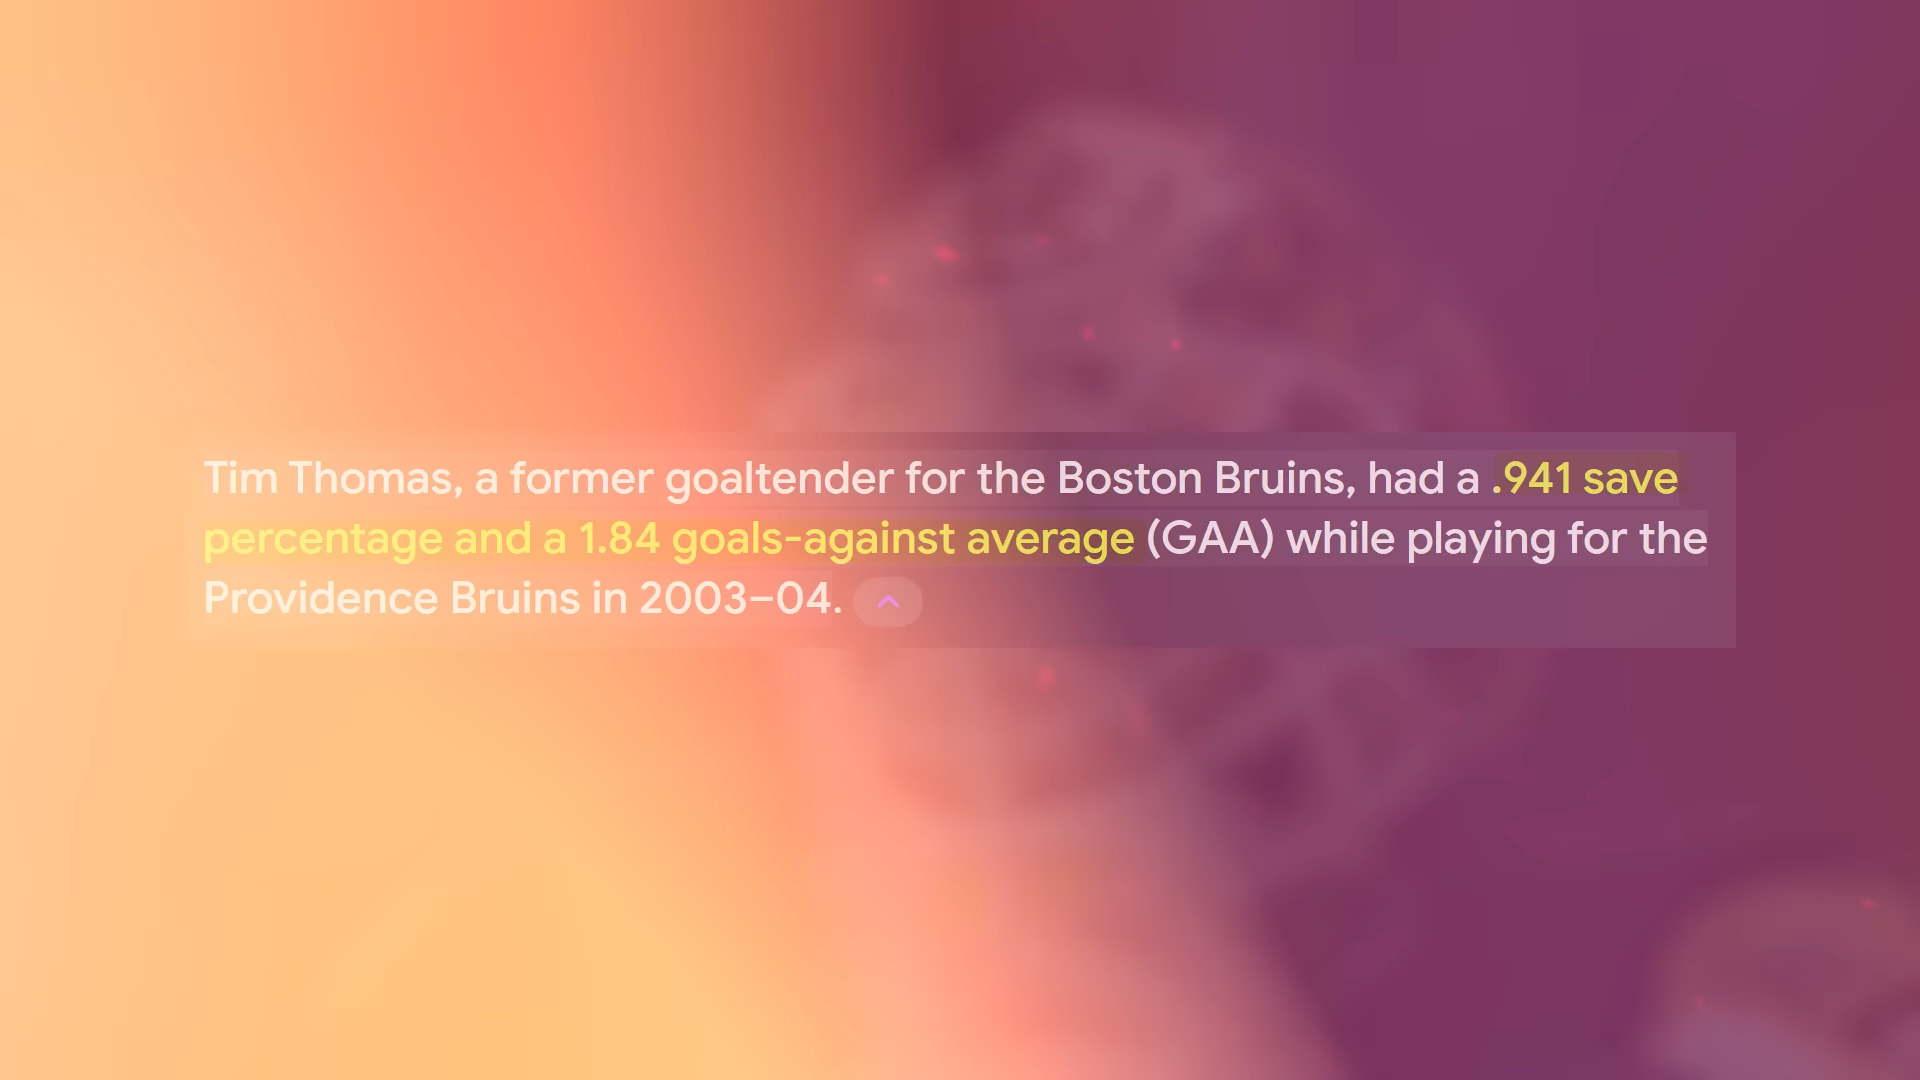 Tim Thomas, a former goaltender for the Boston Bruins, had a .941 save
percentage and a 1.84 goals-against average (GAA) while playing for the
Providence Bruins in 2003–04.